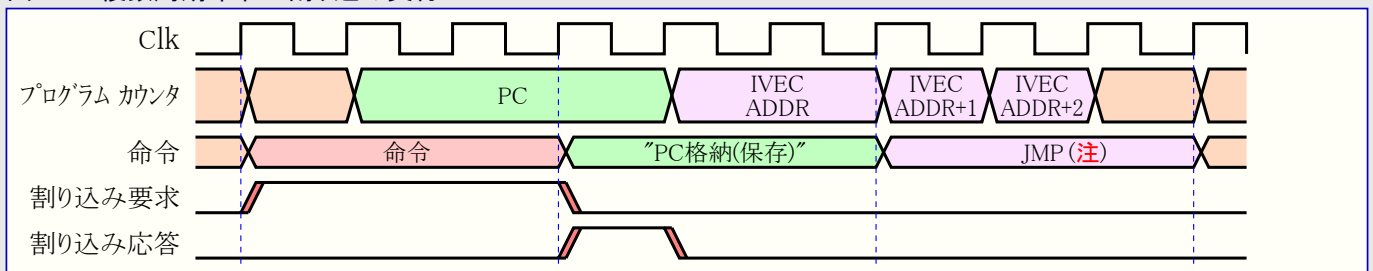 Clk
プログラム カウンタ
PC
IVEC
ADDR
IVEC
ADDR+1
IVEC
ADDR+2
命令
命令
"PC格納(保存)"
JMP(注)
割り込み要求
割り込み応答